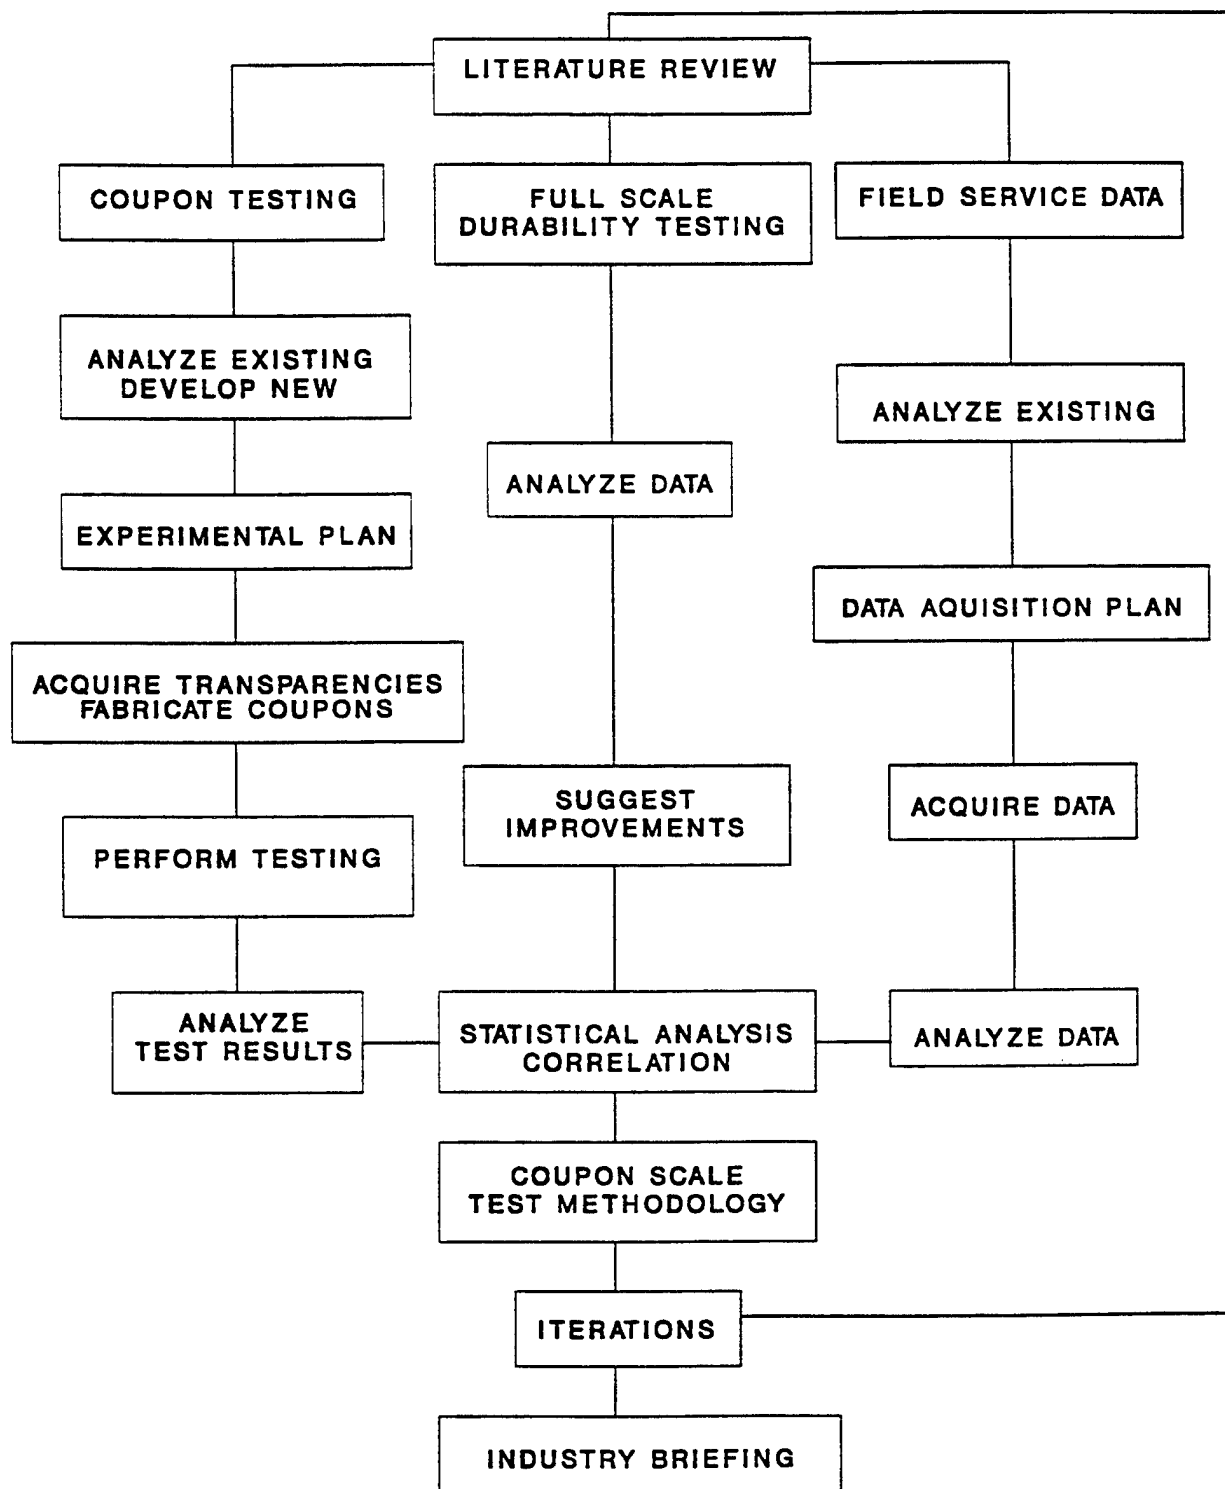 LITERATURE REVIEW
COUPON TESTING
FULL SCALE
DURABILITY TESTING
FIELD SERVICE DATA
ANALYZE EXISTING
DEVELOP NEW
ANALYZE EXISTING
ANALYZE DATA
EXPERIMENTAL PLAN
DATA AQUISITION PLAN
ACQUIRE TRANSPARENCIES
FABRICATE COUPONS
SUGGEST
IMPROVEMENTS
ACQUIRE DATA
PERFORM TESTING
ANALYZE
TEST RESULTS
STATISTICAL ANALYSIS
CORRELATION
ANALYZE DATA
COUPON SCALE
TEST METHODOLOGY
ITERATIONS
INDUSTRY BRIEFING